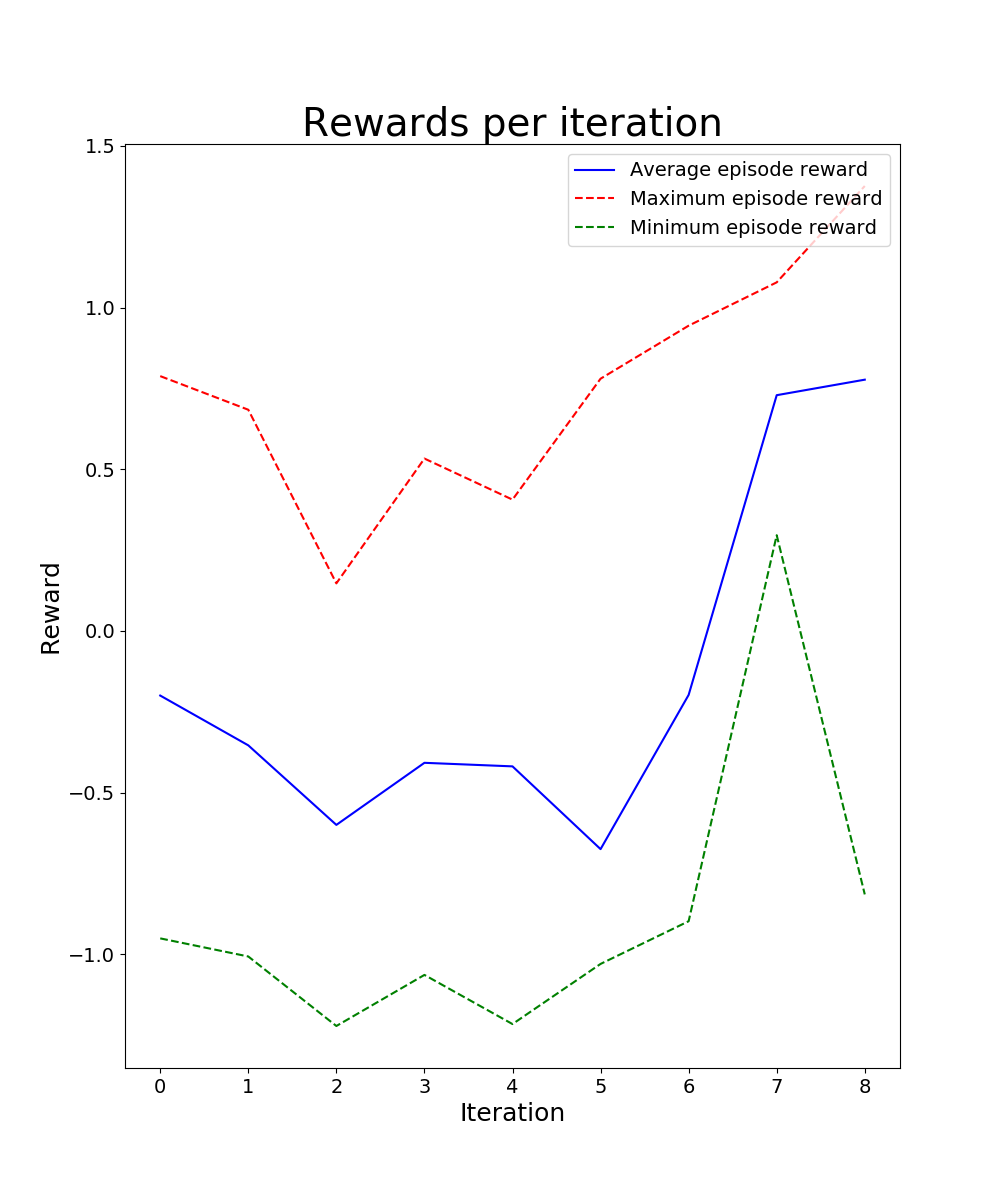 Rewards per iteration
1.5
1.0
0.5
0.0
−0.5
−1.0
Reward
Average episode reward
Maximum episode reward
Minimum episode reward
0 1 2 3 4 5 6 7 8
Iteration